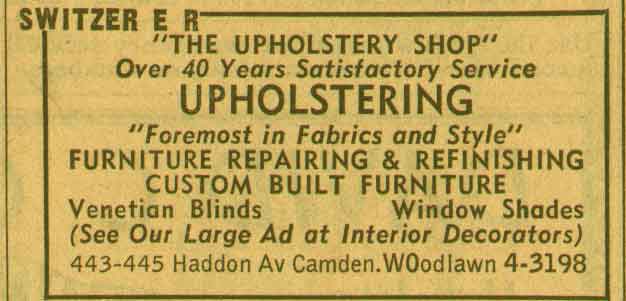 SWITZER E R
"THE UPHOLSTERY SHOP"
Over 40 Years Satisfactory Service
UPHOLSTERING
"Foremost in Fabrics and Style"
FURNITURE REPAIRING & REFINISHING
CUSTOM BUILT FURNITURE
Venetian Blinds Window Shades
(See Our Large Ad at Interior Decorators)
443-445 Haddon Av Camden.WOodlawn 4-3198